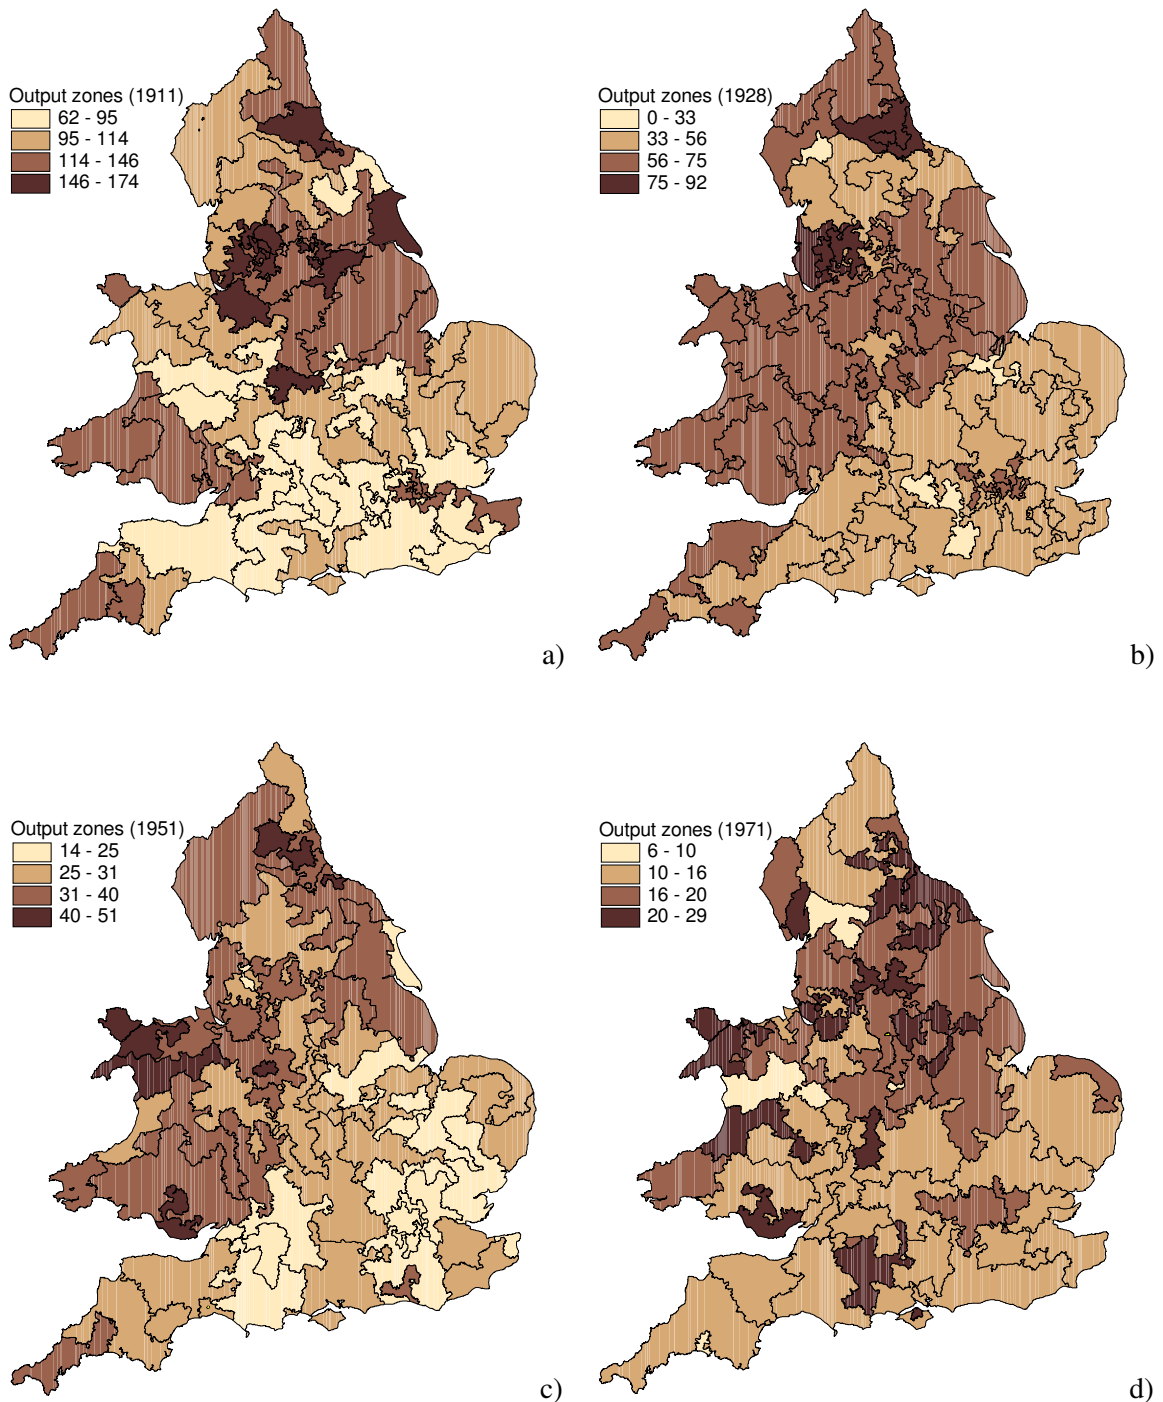 Output zones (1911)
62 - 95
95 - 114
114 - 146
146 - 174
a)
Output zones (1928)
0 - 33
33 - 56
56 - 75
75 - 92
b)
Output zones (1951)
14 - 25
25 - 31
31 - 40
40 - 51
c)
Output zones (1971)
6 - 10
10 - 16
16 - 20
20 - 29
d)